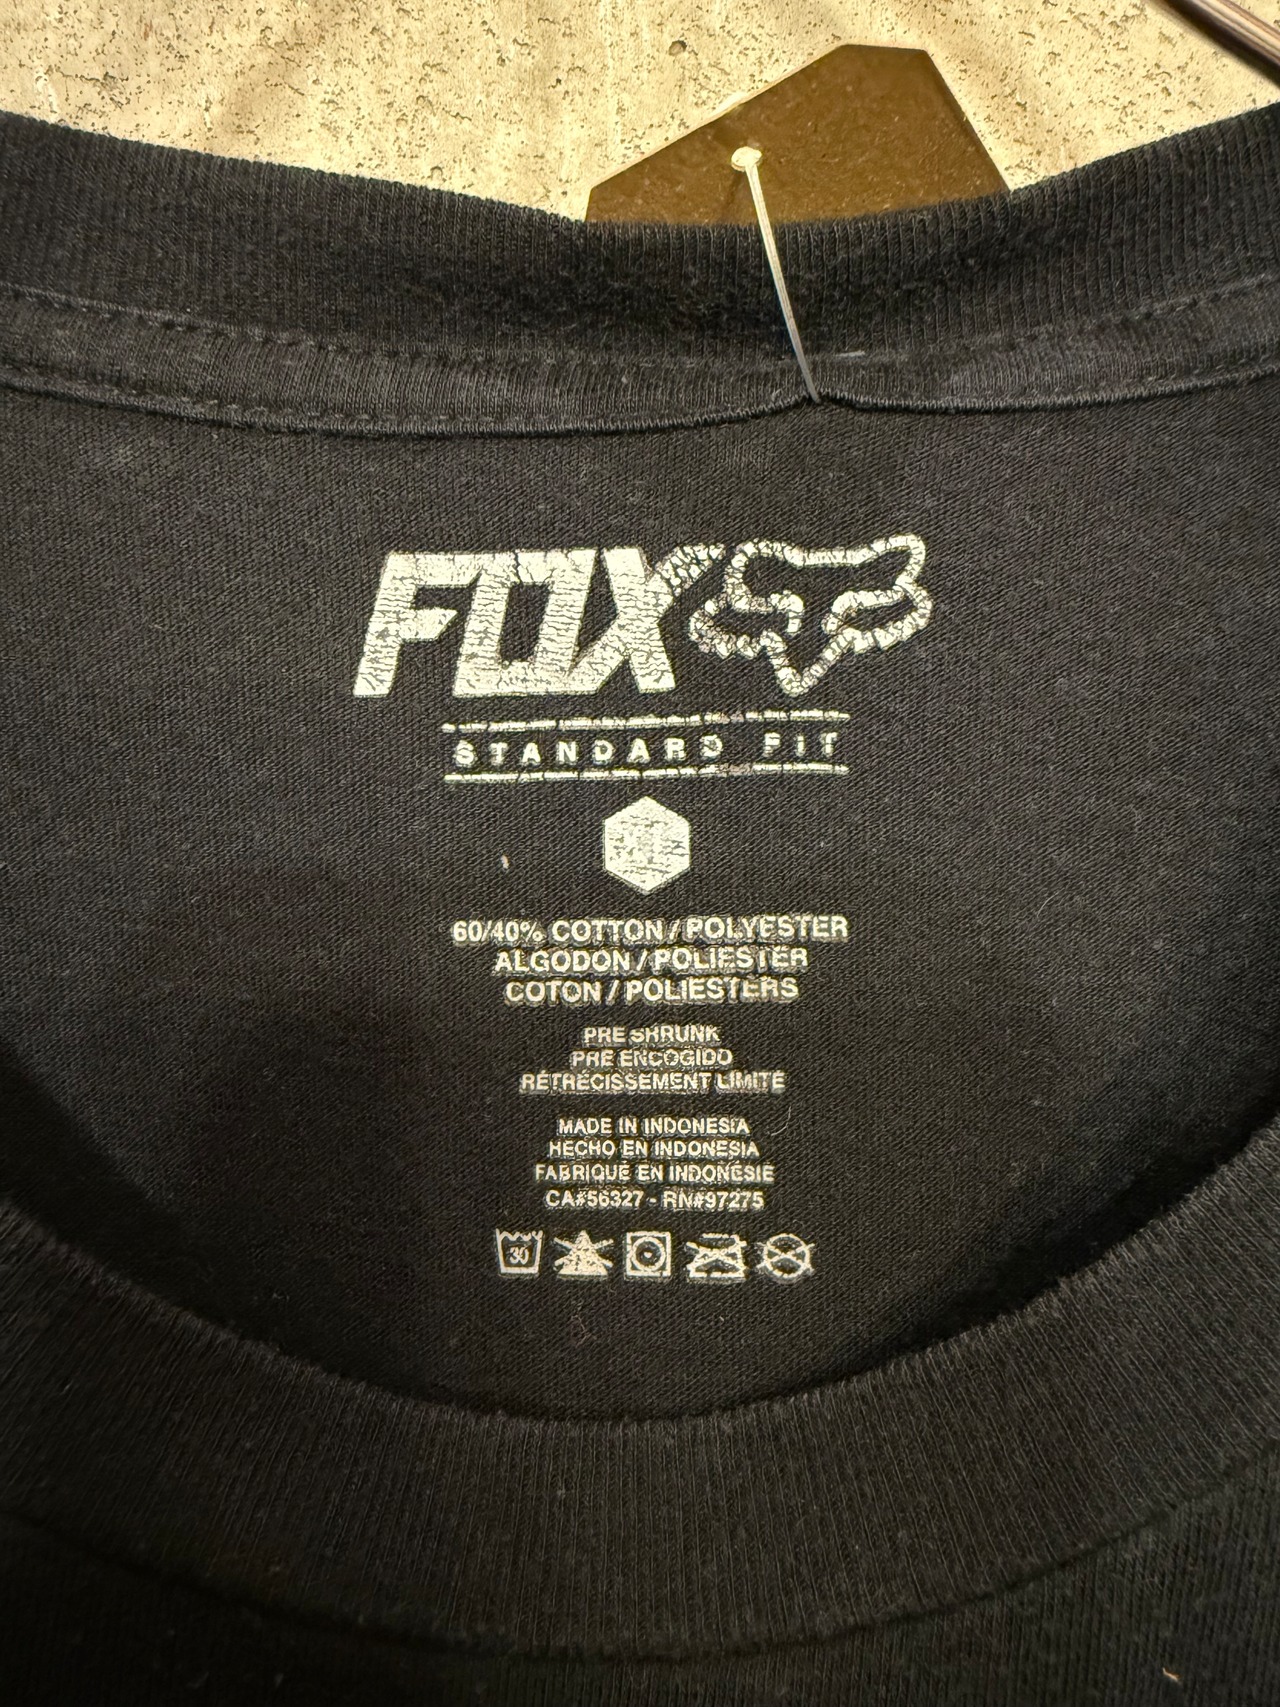 FOX
STANDARD FIT
60/40% COTTON / POLYESTER
ALGODON / POLIESTER
COTON / POLIESTERS
PRE SHRUNK
PRE ENCOGIDO
RÉTRÉCISSEMENT LIMITÉ
MADE IN INDONESIA
HECHO EN INDONESIA
FABRIQUÉ EN INDONÉSIE
CA#56327 - RN#97275
30